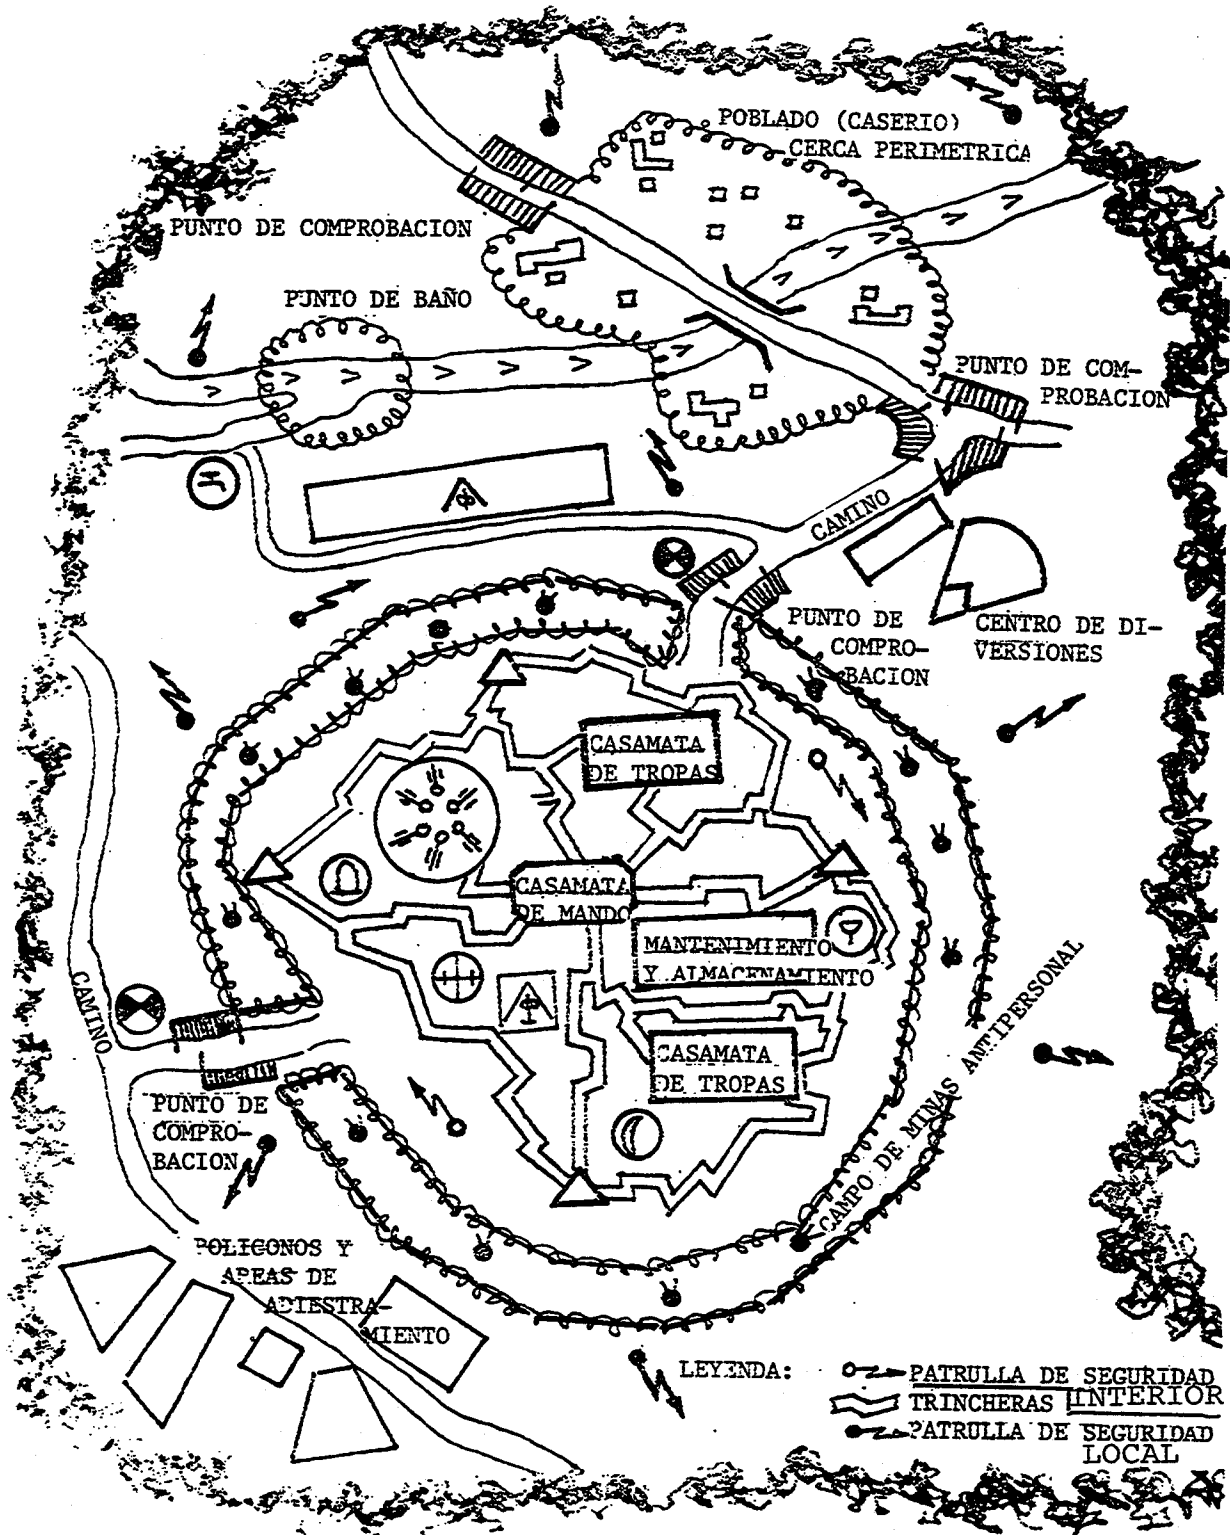 POBLADO (CASERIO)
CERCA PERIMETRICA
PUNTO DE COMPROBACION
PUNTO DE BAÑO
PUNTO DE COM-
PROBACION
CAMINO
PUNTO DE
COMPRO-
BACION
CENTRO DE DI-
VERSIONES
CASAMATA
DE TROPAS
CASAMATA
DE MANDO
MANTENIMIENTO
Y ALMACENAMIENTO
CASAMATA
DE TROPAS
CAMINO
PUNTO DE
COMPRO-
BACION
CAMPO DE MINAS ANTIPERSONAL
POLIGONOS Y
AREAS DE
ADIESTRA-
MIENTO
LEYENDA:
PATRULLA DE SEGURIDAD
INTERIOR
TRINCHERAS
PATRULLA DE SEGURIDAD
LOCAL